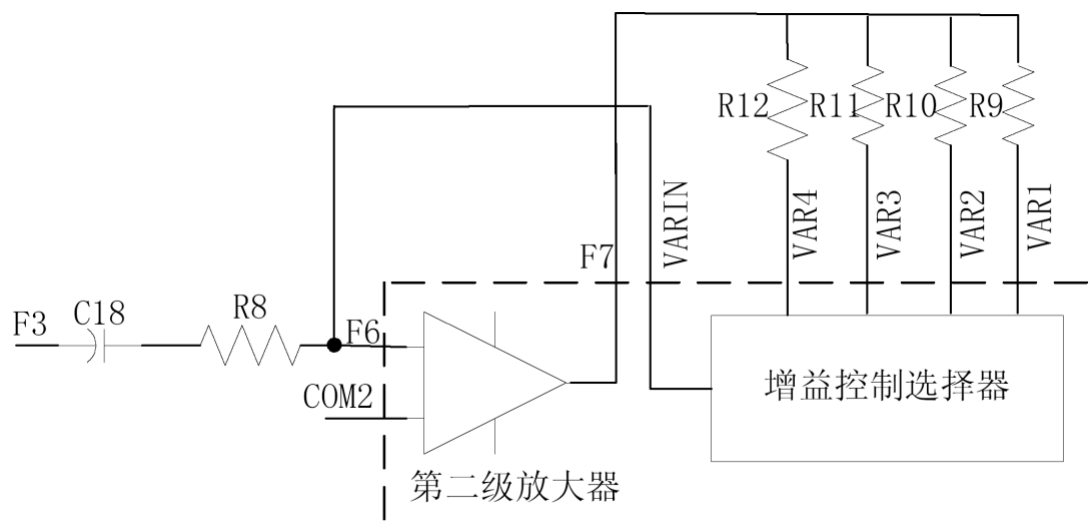 R12
R11
R10
R9
VAR4
VAR3
VAR2
VAR1
VARIN
F7
F3
C18
R8
F6
COM2
增益控制选择器
第二级放大器